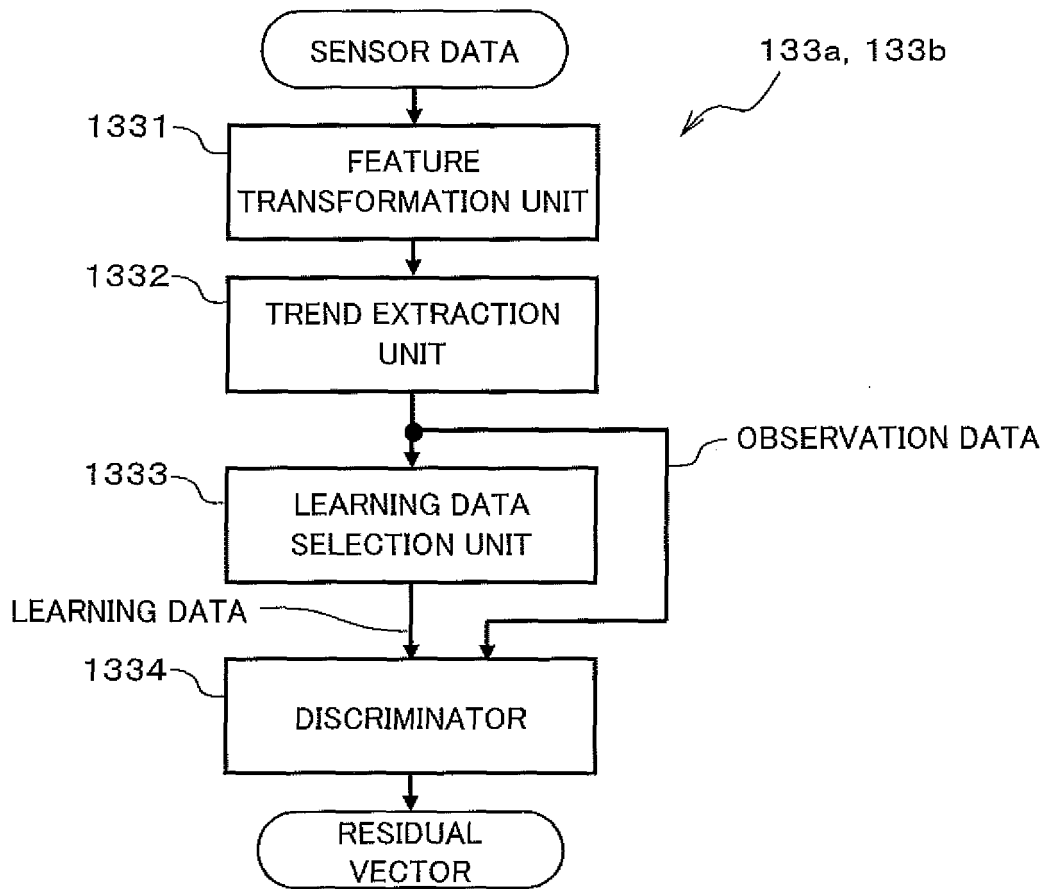 SENSOR DATA
133a, 133b
1331
FEATURE
TRANSFORMATION UNIT
1332
TREND EXTRACTION
UNIT
OBSERVATION DATA
1333
LEARNING DATA
SELECTION UNIT
LEARNING DATA
1334
DISCRIMINATOR
RESIDUAL
VECTOR